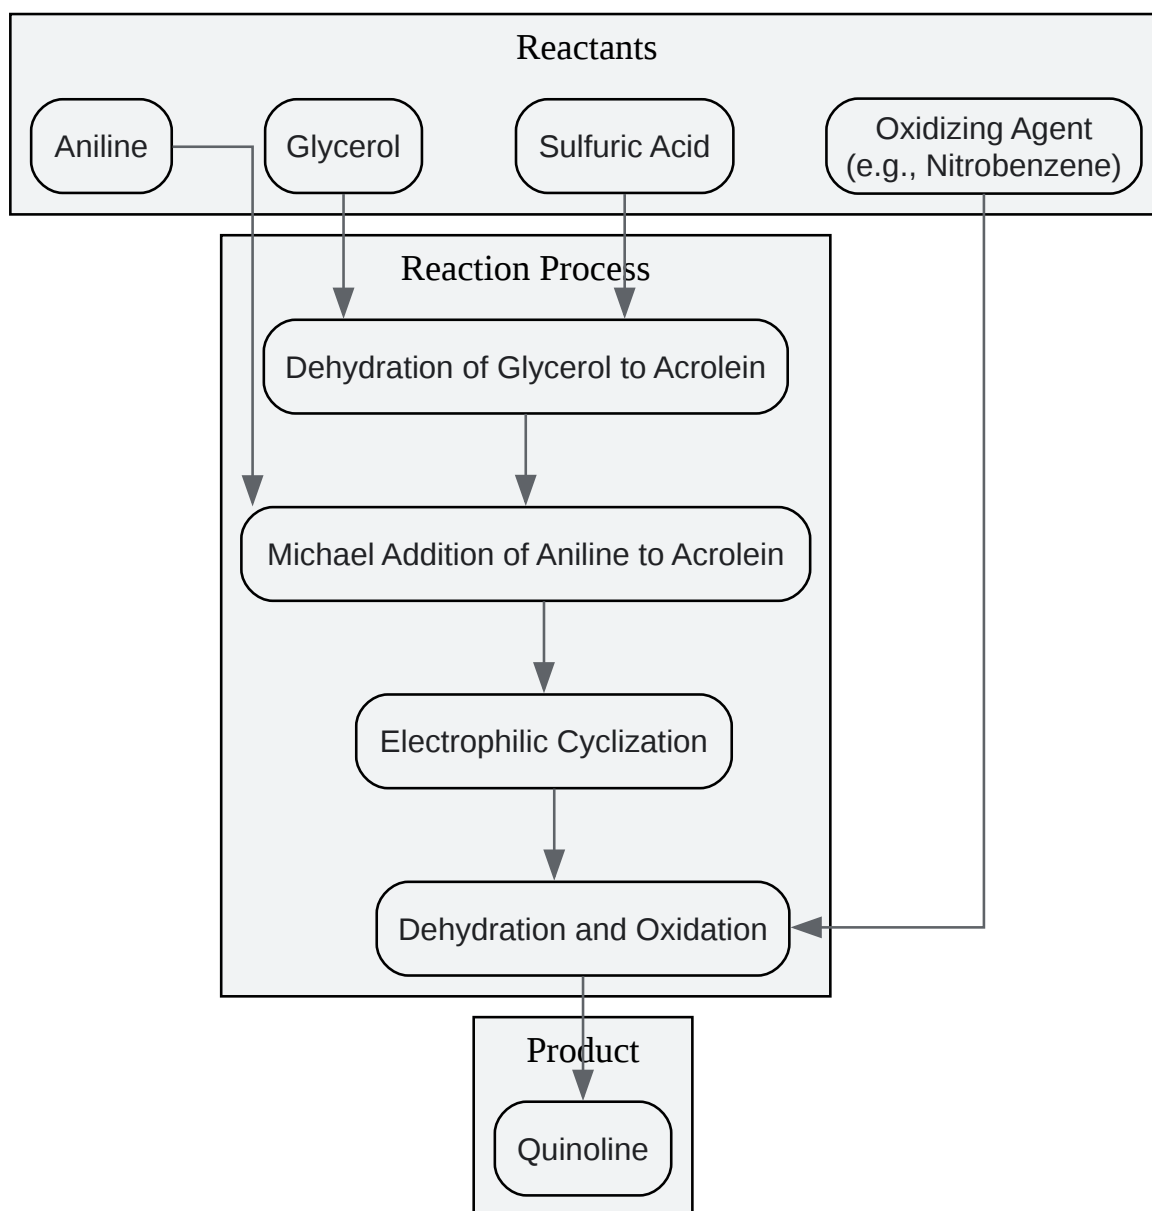 Reactants
Aniline
Glycerol
Sulfuric Acid
Oxidizing Agent
(e.g., Nitrobenzene)
Reaction Process
Dehydration of Glycerol to Acrolein
Michael Addition of Aniline to Acrolein
Electrophilic Cyclization
Dehydration and Oxidation
Product
Quinoline